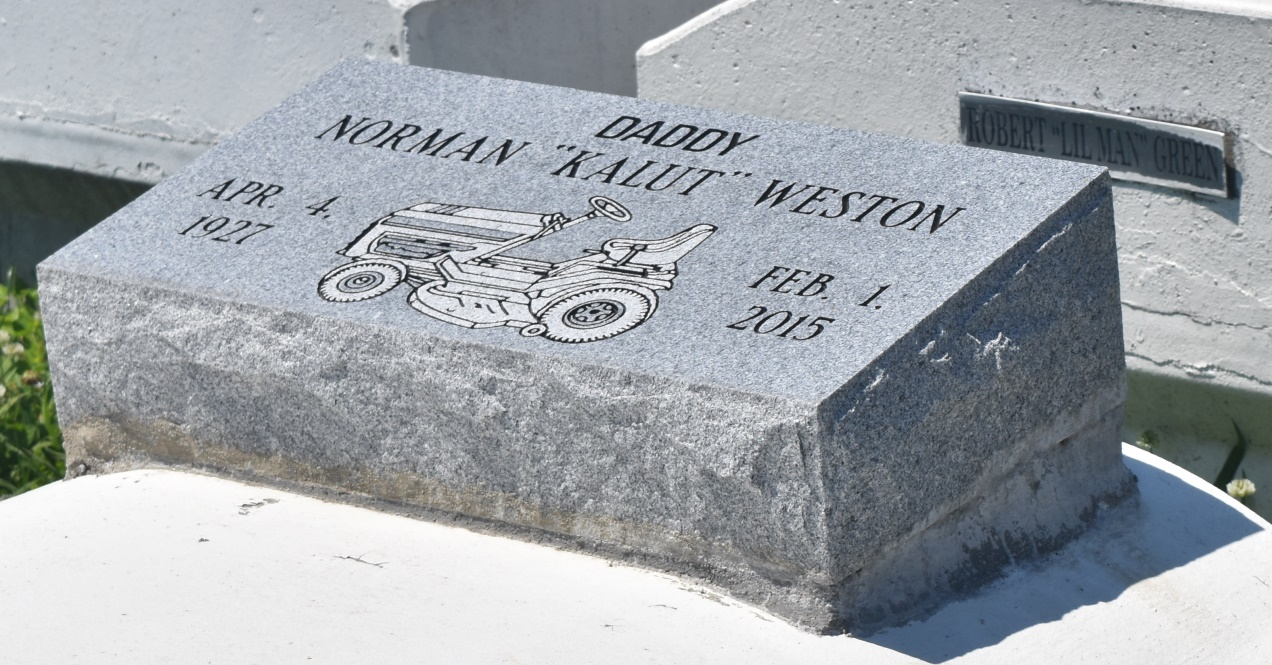 DADDY
NORMAN "KALUT" WESTON
APR. 4,
1927
FEB. 1,
2015
ROBERT "LIL MAN" GREEN